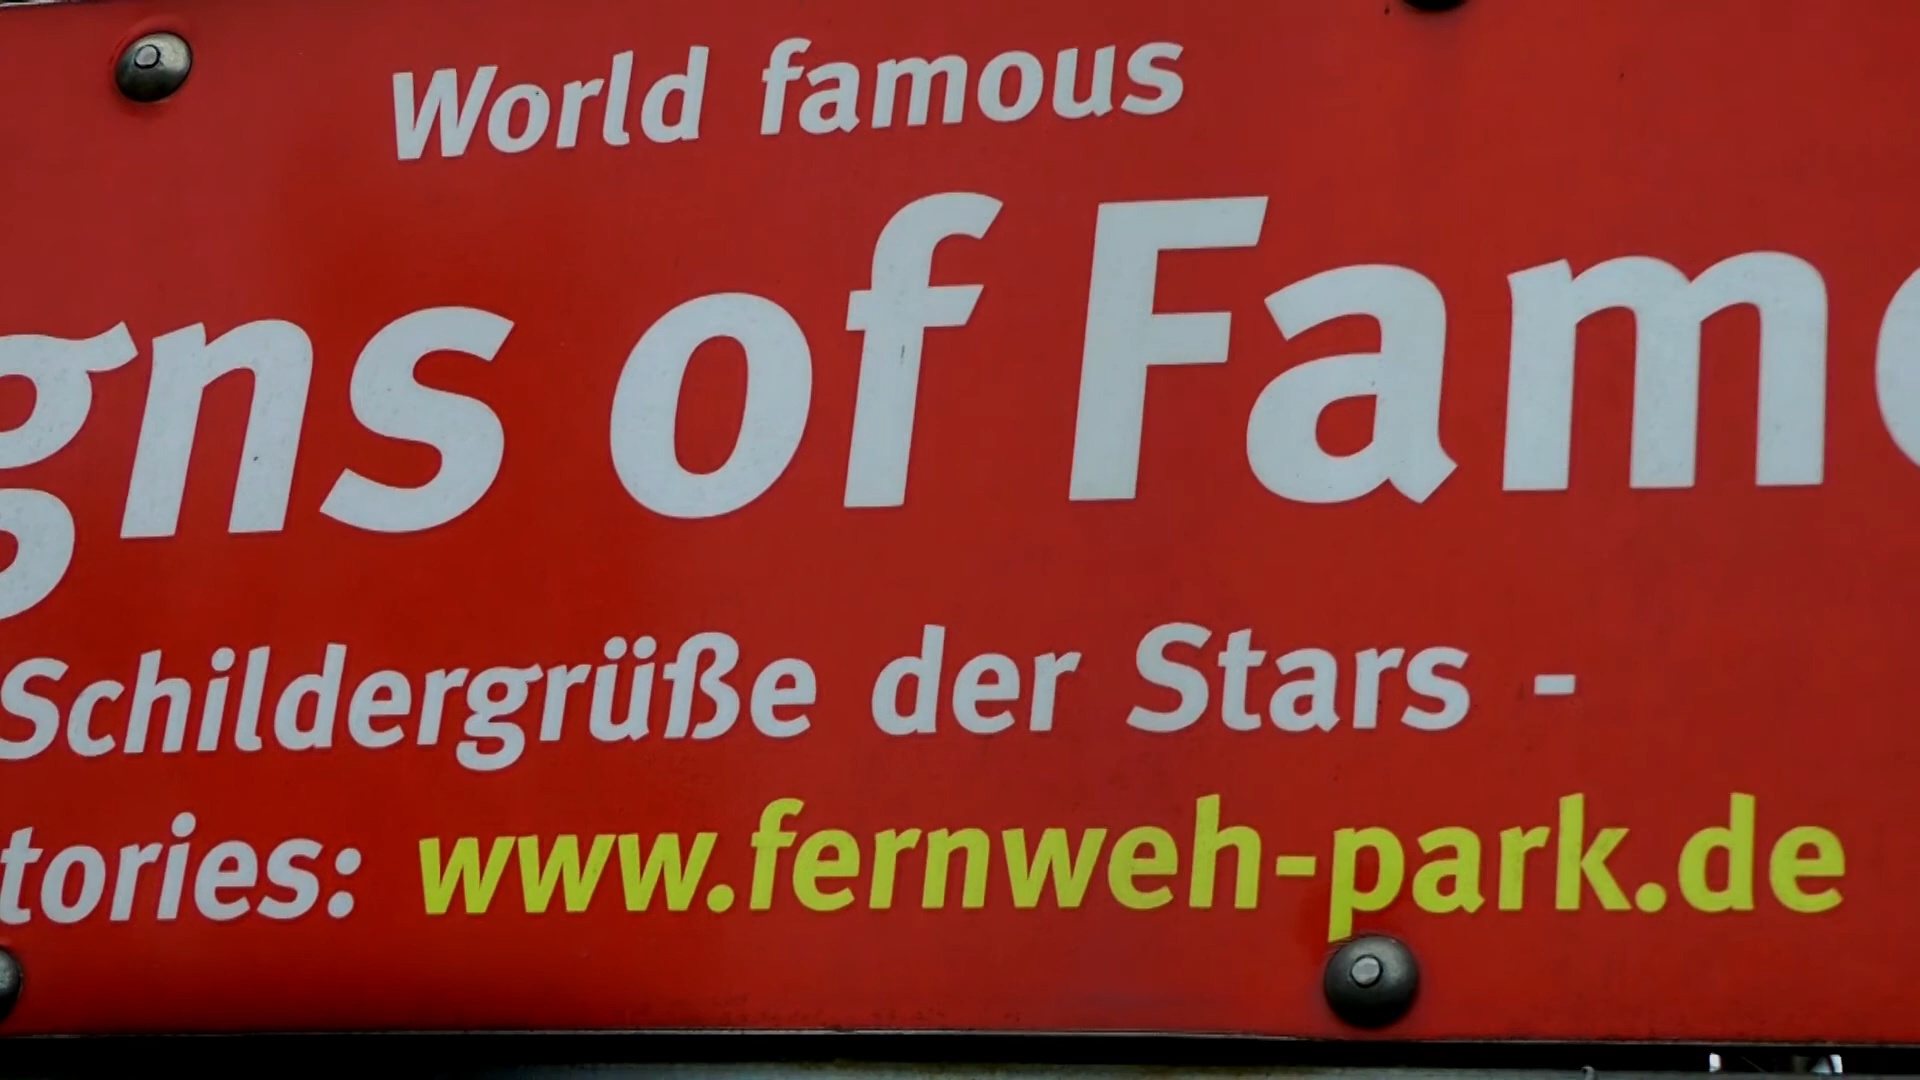 World famous
gns of Fam
Schildergrüße der Stars -
tories: www.fernweh-park.de